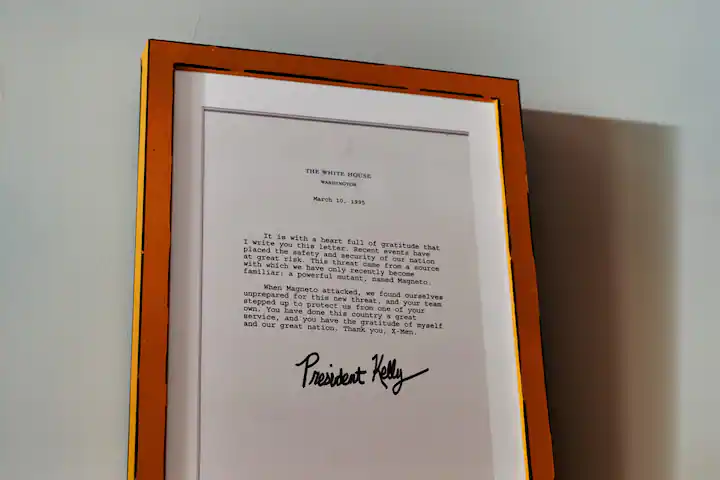 THE WHITE HOUSE
WASHINGTON
March 10, 1995
It is with a heart full of gratitude that
I write you this letter. Recent events have
placed the safety and security of our nation
at great risk. This threat came from a source
with which we have only recently become
familiar: a powerful mutant, named Magneto.
When Magneto attacked, we found ourselves
unprepared for this new threat, and your team
stepped up to protect us from one of your
own. You have done this country a great
service, and you have the gratitude of myself
and our great nation. Thank you, X-Men.
President Kelly